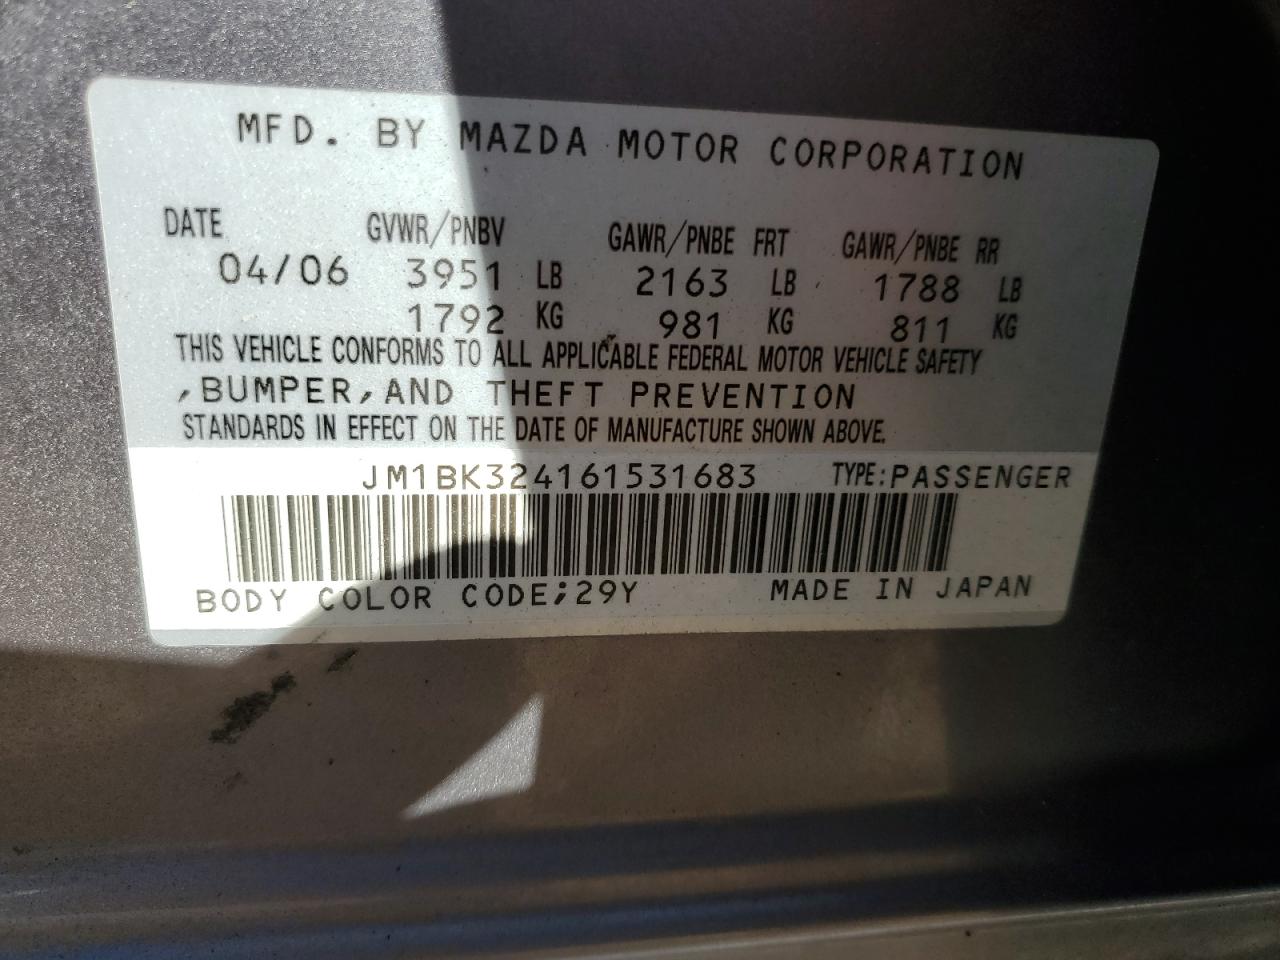 MFD. BY MAZDA MOTOR CORPORATION
DATE GVWR/PNBV GAWR/PNBE FRT GAWR/PNBE RR
04/06 3951 LB 2163 LB 1788 LB
1792 KG 981 KG 811 KG
THIS VEHICLE CONFORMS TO ALL APPLICABLE FEDERAL MOTOR VEHICLE SAFETY
,BUMPER,AND THEFT PREVENTION
STANDARDS IN EFFECT ON THE DATE OF MANUFACTURE SHOWN ABOVE.
JM1BK324161531683 TYPE:PASSENGER
BODY COLOR CODE;29Y MADE IN JAPAN